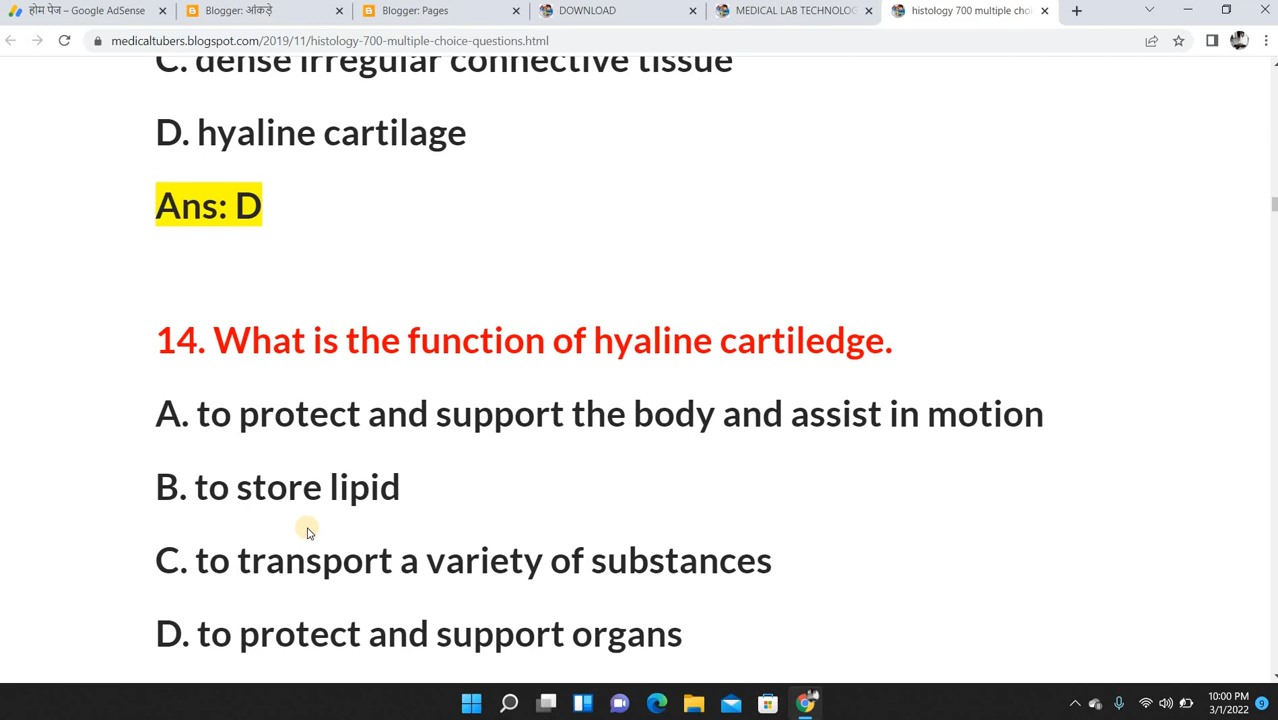 होम पेज – Google AdSense
Blogger: आंकड़े
Blogger: Pages
DOWNLOAD
MEDICAL LAB TECHNOLOG
histology 700 multiple choi
medicaltubers.blogspot.com/2019/11/histology-700-multiple-choice-questions.html
C. dense irregular connective tissue
D. hyaline cartilage
Ans: D
14. What is the function of hyaline cartiledge.
A. to protect and support the body and assist in motion
B. to store lipid
C. to transport a variety of substances
D. to protect and support organs
10:00 PM
3/1/2022
9